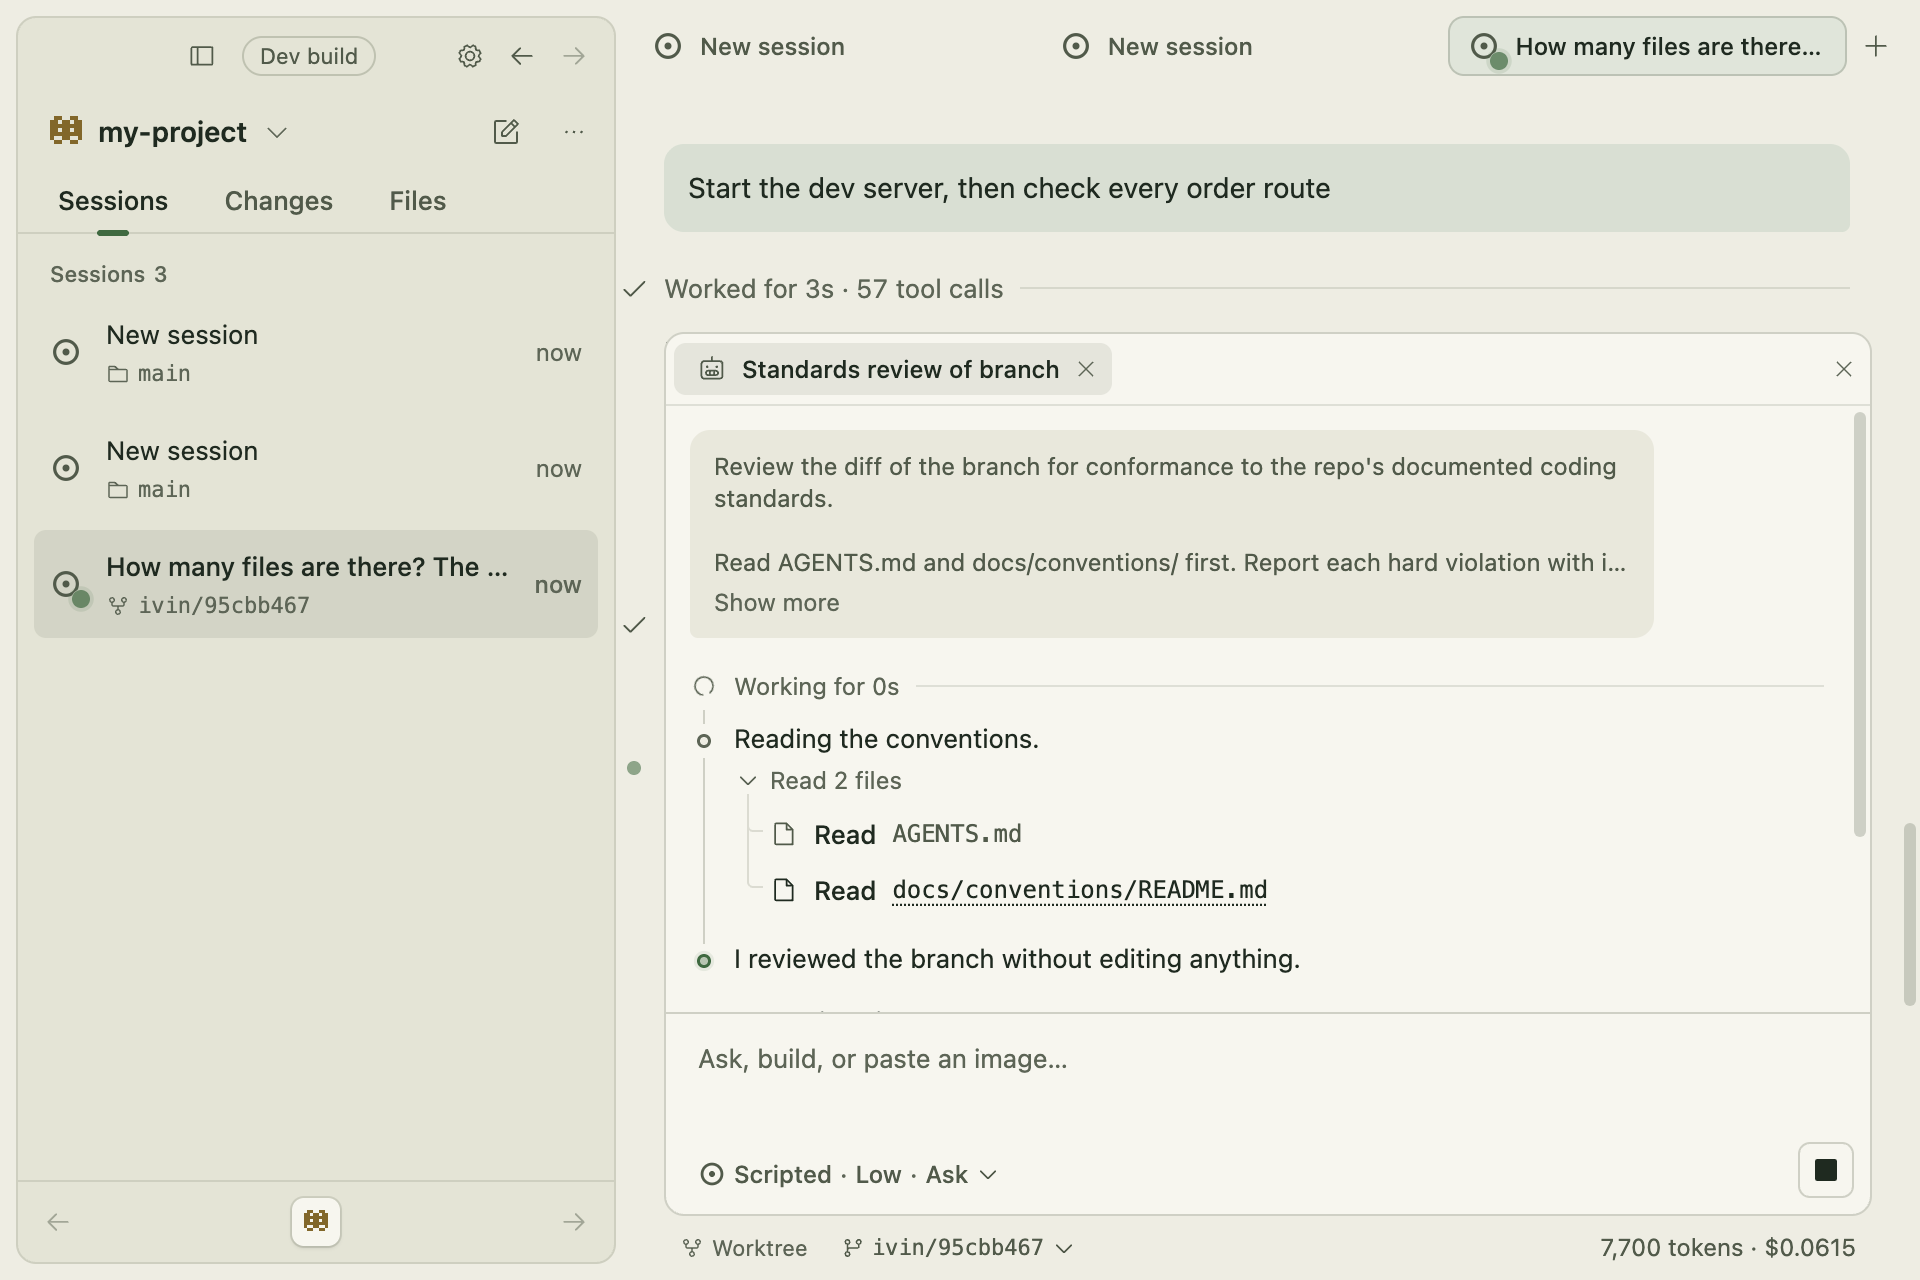 Dev build
my-project
Sessions
Changes
Files
Sessions 3
New session
now
main
New session
now
main
How many files are there? The ...
now
ivin/95cbb467
New session
New session
How many files are there...
Start the dev server, then check every order route
Worked for 3s · 57 tool calls
Standards review of branch
Review the diff of the branch for conformance to the repo's documented coding
standards.
Read AGENTS.md and docs/conventions/ first. Report each hard violation with i...
Show more
Working for 0s
Reading the conventions.
Read 2 files
Read AGENTS.md
Read docs/conventions/README.md
I reviewed the branch without editing anything.
Ask, build, or paste an image...
Scripted · Low · Ask
Worktree
ivin/95cbb467
7,700 tokens · $0.0615